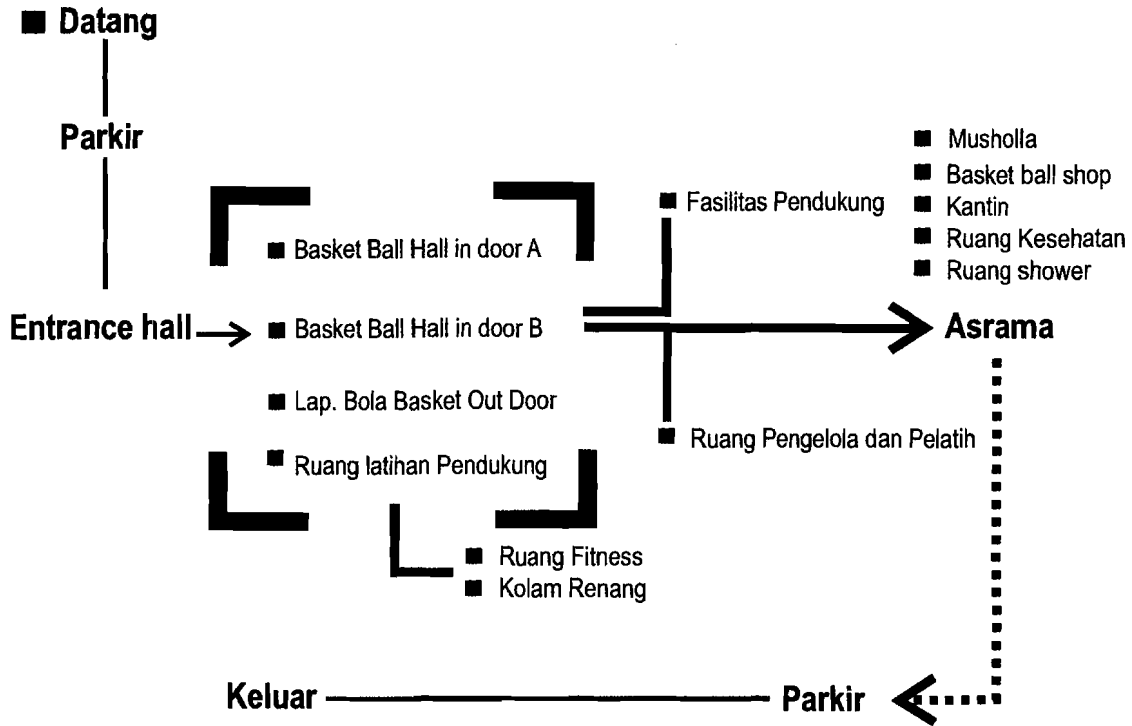 Datang
Parkir
Entrance hall
Basket Ball Hall in door A
Basket Ball Hall in door B
Lap. Bola Basket Out Door
Ruang latihan Pendukung
Ruang Fitness
Kolam Renang
Fasilitas Pendukung
Ruang Pengelola dan Pelatih
Musholla
Basket ball shop
Kantin
Ruang Kesehatan
Ruang shower
Asrama
Parkir
Keluar